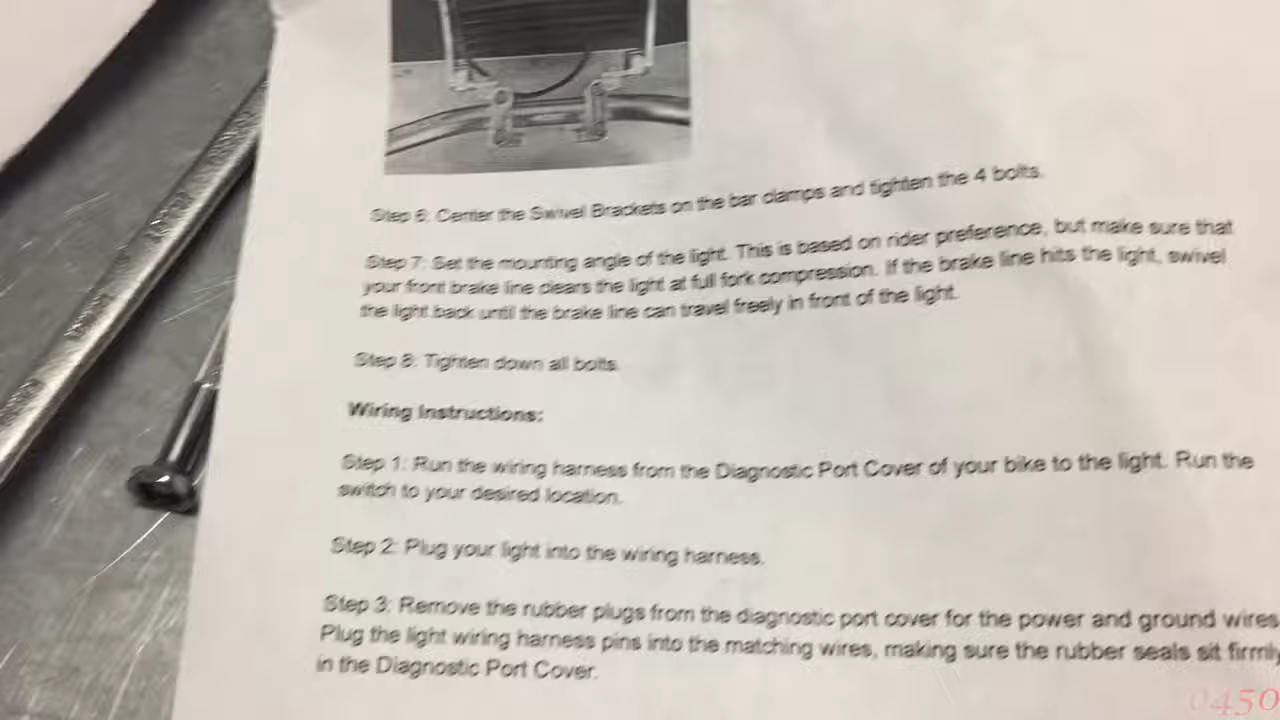 Step 6: Center the Swivel Brackets on the bar clamps and tighten the 4 bolts.
Step 7: Set the mounting angle of the light. This is based on rider preference, but make sure that
your front brake line clears the light at full fork compression. If the brake line hits the light, swivel
the light back until the brake line can travel freely in front of the light.
Step 8: Tighten down all bolts.
Wiring Instructions:
Step 1: Run the wiring harness from the Diagnostic Port Cover of your bike to the light. Run the
switch to your desired location.
Step 2: Plug your light into the wiring harness.
Step 3: Remove the rubber plugs from the diagnostic port cover for the power and ground wires
Plug the light wiring harness pins into the matching wires, making sure the rubber seals sit firmly
in the Diagnostic Port Cover.
0450